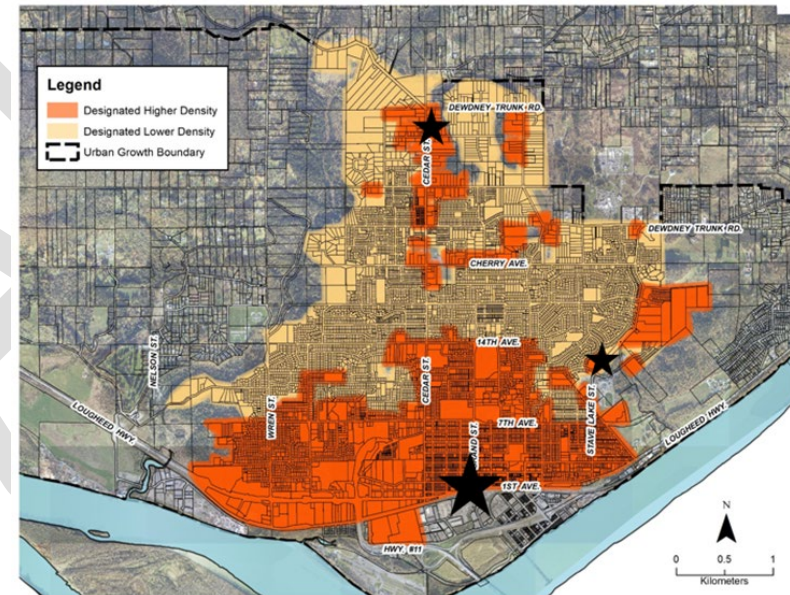 Legend
Designated Higher Density
Designated Lower Density
Urban Growth Boundary
DEWDNEY TRUNK RD.
CEDAR ST.
DEWDNEY TRUNK RD.
CHERRY AVE.
NELSON ST.
14TH AVE.
CEDAR ST.
WREN ST.
STAVE LAKE ST.
LOUGHEED HWY.
7TH AVE.
LOUGHEED HWY.
AND ST.
1ST AVE.
HWY. #11
N
0 0.5 1
Kilometers